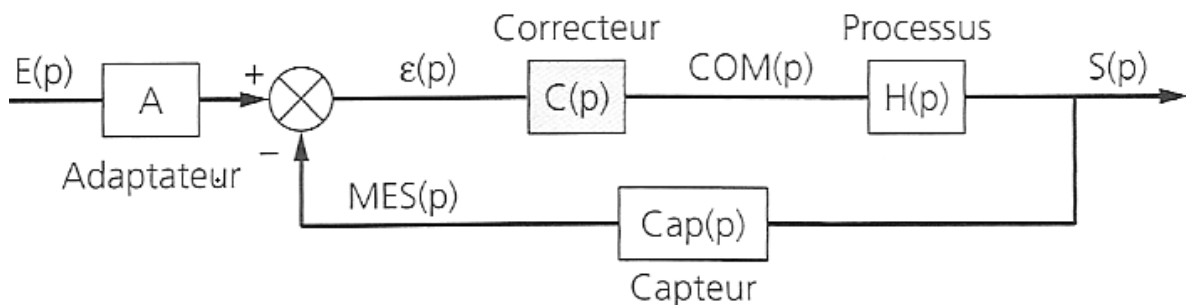 Correcteur
Processus
E(p)
+
ε(p)
COM(p)
S(p)
A
C(p)
H(p)
−
Adaptateur
MES(p)
Cap(p)
Capteur